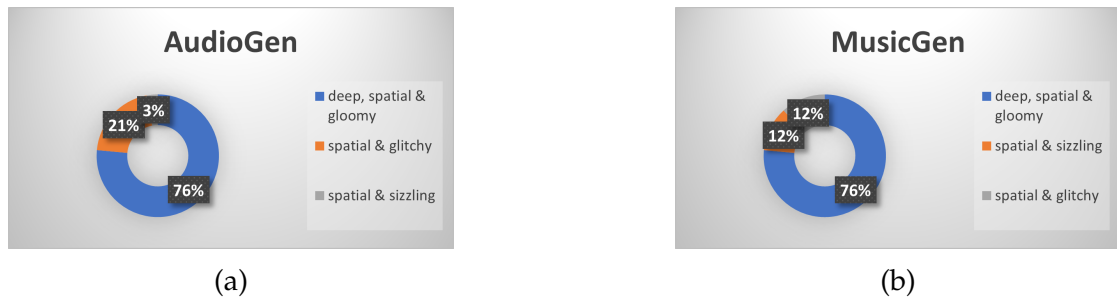 AudioGen
3%
21%
76%
deep, spatial &
gloomy
spatial & glitchy
spatial & sizzling
(a)
MusicGen
12%
12%
76%
deep, spatial &
gloomy
spatial & sizzling
spatial & glitchy
(b)